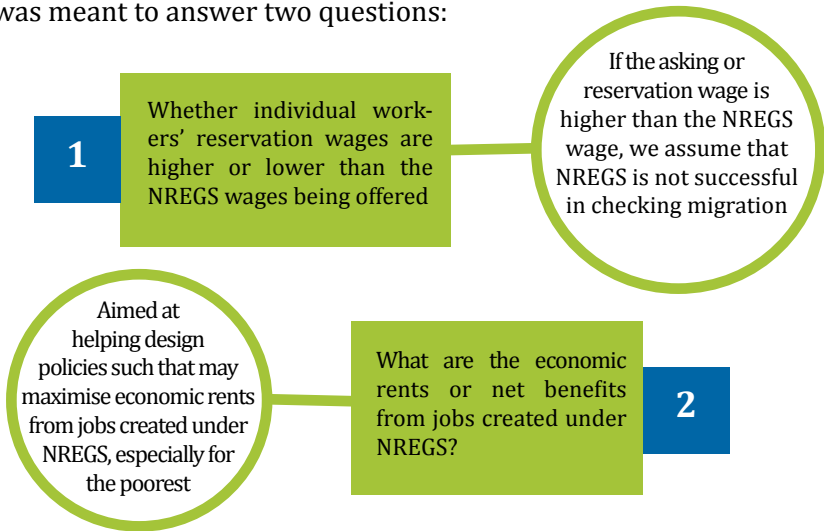 was meant to answer two questions:
1
Whether individual work-
ers' reservation wages are
higher or lower than the
NREGS wages being offered
If the asking or
reservation wage is
higher than the NREGS
wage, we assume that
NREGS is not successful
in checking migration
Aimed at
helping design
policies such that may
maximise economic rents
from jobs created under
NREGS, especially for
the poorest
What are the economic
rents or net benefits
from jobs created under
NREGS?
2